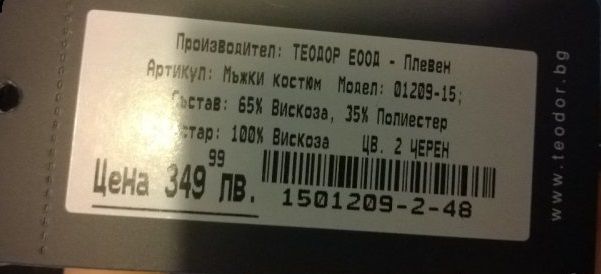 Производител: ТЕОДОР ЕООД - Плевен
Артикул: Мъжки костюм Модел: 01209-15;
Състав: 65% Вискоза, 35% Полиестер
100% Вискоза ЦВ. 2 ЧЕРЕН
Цена 349 99 лв.
1501209-2-48
www.teodor.bg